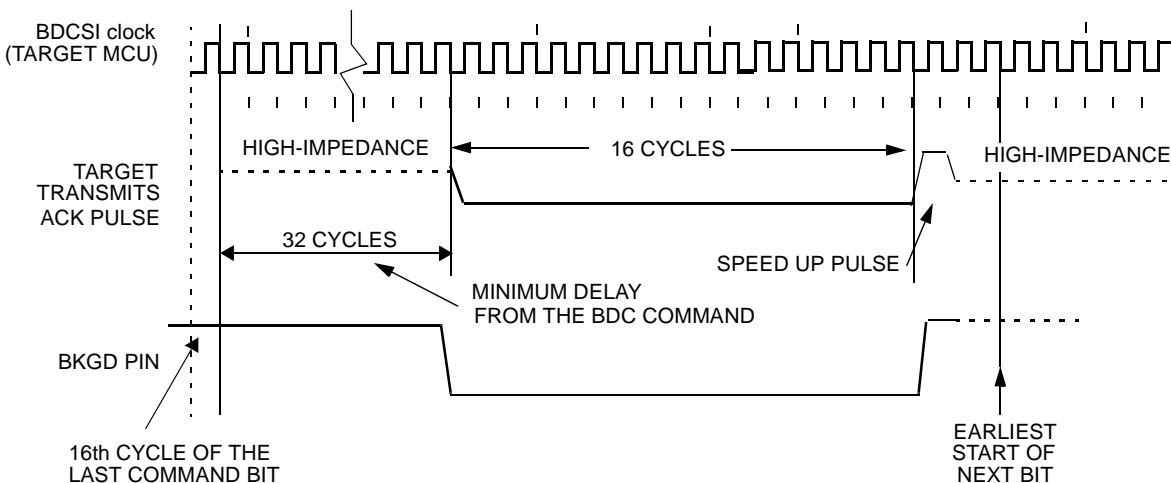 BDCSI clock
(TARGET MCU)
HIGH-IMPEDANCE
16 CYCLES
HIGH-IMPEDANCE
TARGET
TRANSMITS
ACK PULSE
32 CYCLES
SPEED UP PULSE
MINIMUM DELAY
FROM THE BDC COMMAND
BKGD PIN
16th CYCLE OF THE
LAST COMMAND BIT
EARLIEST
START OF
NEXT BIT